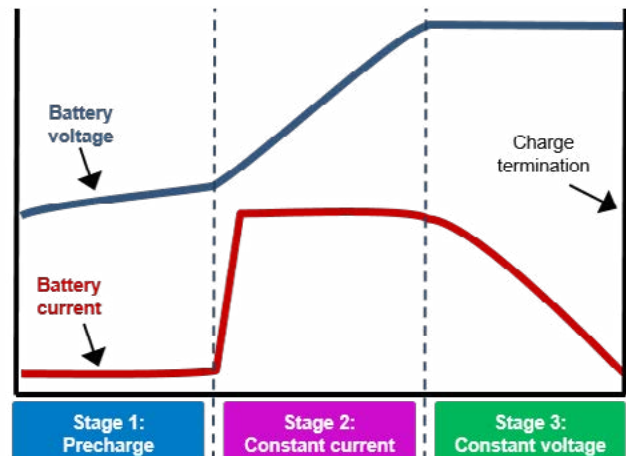 Battery
voltage
Charge
termination
Battery
current
Stage 1:
Precharge
Stage 2:
Constant current
Stage 3:
Constant voltage